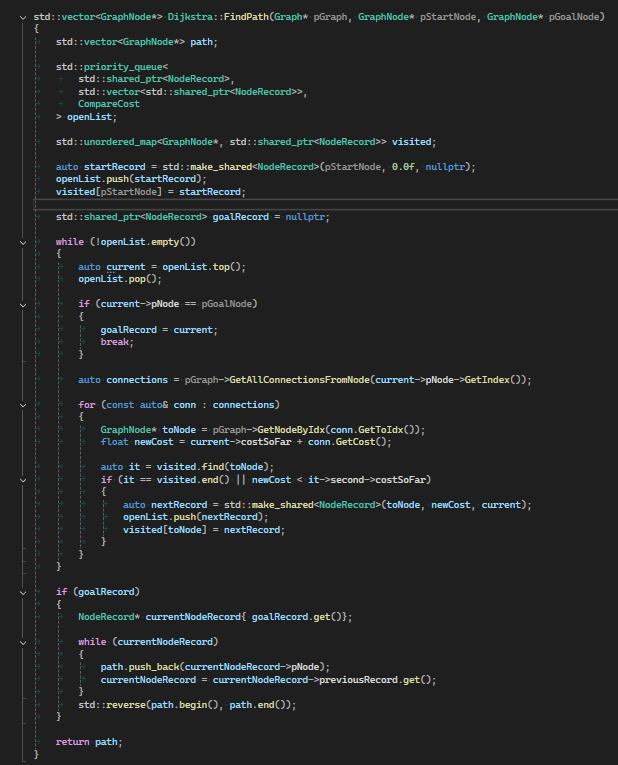 std::vector<GraphNode*> Dijkstra::FindPath(Graph* pGraph, GraphNode* pStartNode, GraphNode* pGoalNode)
{
std::vector<GraphNode*> path;
std::priority_queue<
std::shared_ptr<NodeRecord>,
std::vector<std::shared_ptr<NodeRecord>>,
CompareCost
> openList;
std::unordered_map<GraphNode*, std::shared_ptr<NodeRecord>> visited;
auto startRecord = std::make_shared<NodeRecord>(pStartNode, 0.0f, nullptr);
openList.push(startRecord);
visited[pStartNode] = startRecord;
std::shared_ptr<NodeRecord> goalRecord = nullptr;
while (!openList.empty())
{
auto current = openList.top();
openList.pop();
if (current->pNode == pGoalNode)
{
goalRecord = current;
break;
}
auto connections = pGraph->GetAllConnectionsFromNode(current->pNode->GetIndex());
for (const auto& conn : connections)
{
GraphNode* toNode = pGraph->GetNodeByIdx(conn.GetToIdx());
float newCost = current->costSoFar + conn.GetCost();
auto it = visited.find(toNode);
if (it == visited.end() || newCost < it->second->costSoFar)
{
auto nextRecord = std::make_shared<NodeRecord>(toNode, newCost, current);
openList.push(nextRecord);
visited[toNode] = nextRecord;
}
}
}
if (goalRecord)
{
NodeRecord* currentNodeRecord{ goalRecord.get()};
while (currentNodeRecord)
{
path.push_back(currentNodeRecord->pNode);
currentNodeRecord = currentNodeRecord->previousRecord.get();
}
std::reverse(path.begin(), path.end());
}
return path;
}